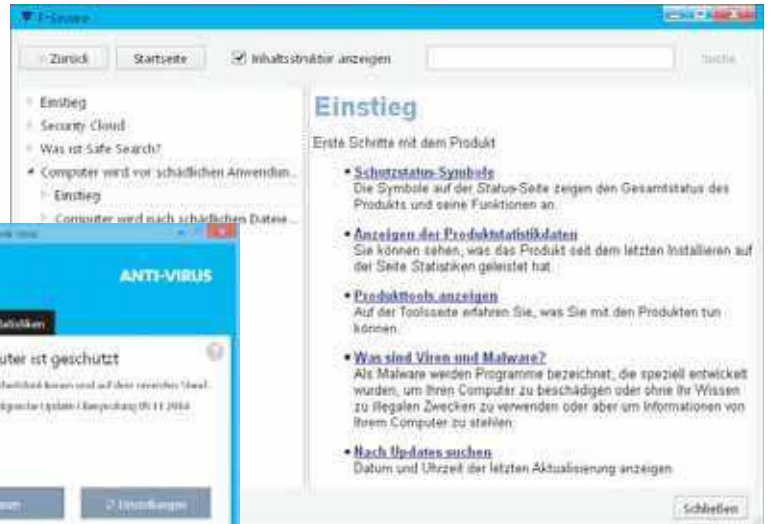 F-Secure
Zurück
Startseite
Inhaltsstruktur anzeigen
Suche
Einstieg
Security Cloud
Was ist Safe Search?
Computer wird vor schädlichen Anwendun...
Einstieg
Computer wird nach schädlichen Dateie...
Einstieg
Erste Schritte mit dem Produkt
• Schutzstatus-Symbole
Die Symbole auf der Status-Seite zeigen den Gesamtstatus des
Produkts und seine Funktionen an.
• Anzeigen der Produktstatistikdaten
Sie können sehen, was das Produkt seit dem letzten Installieren auf
der Seite Statistiken geleistet hat.
• Produkttools anzeigen
Auf der Toolsseite erfahren Sie, was Sie mit den Produkten tun
können.
• Was sind Viren und Malware?
Als Malware werden Programme bezeichnet, die speziell entwickelt
wurden, um Ihren Computer zu beschädigen oder ohne Ihr Wissen
zu illegalen Zwecken zu verwenden oder aber um Informationen von
Ihrem Computer zu stehlen.
• Nach Updates suchen
Datum und Uhrzeit der letzten Aktualisierung anzeigen
Schließen
ANTI-VIRUS
tatistiken
uter ist geschützt
Einstellungen